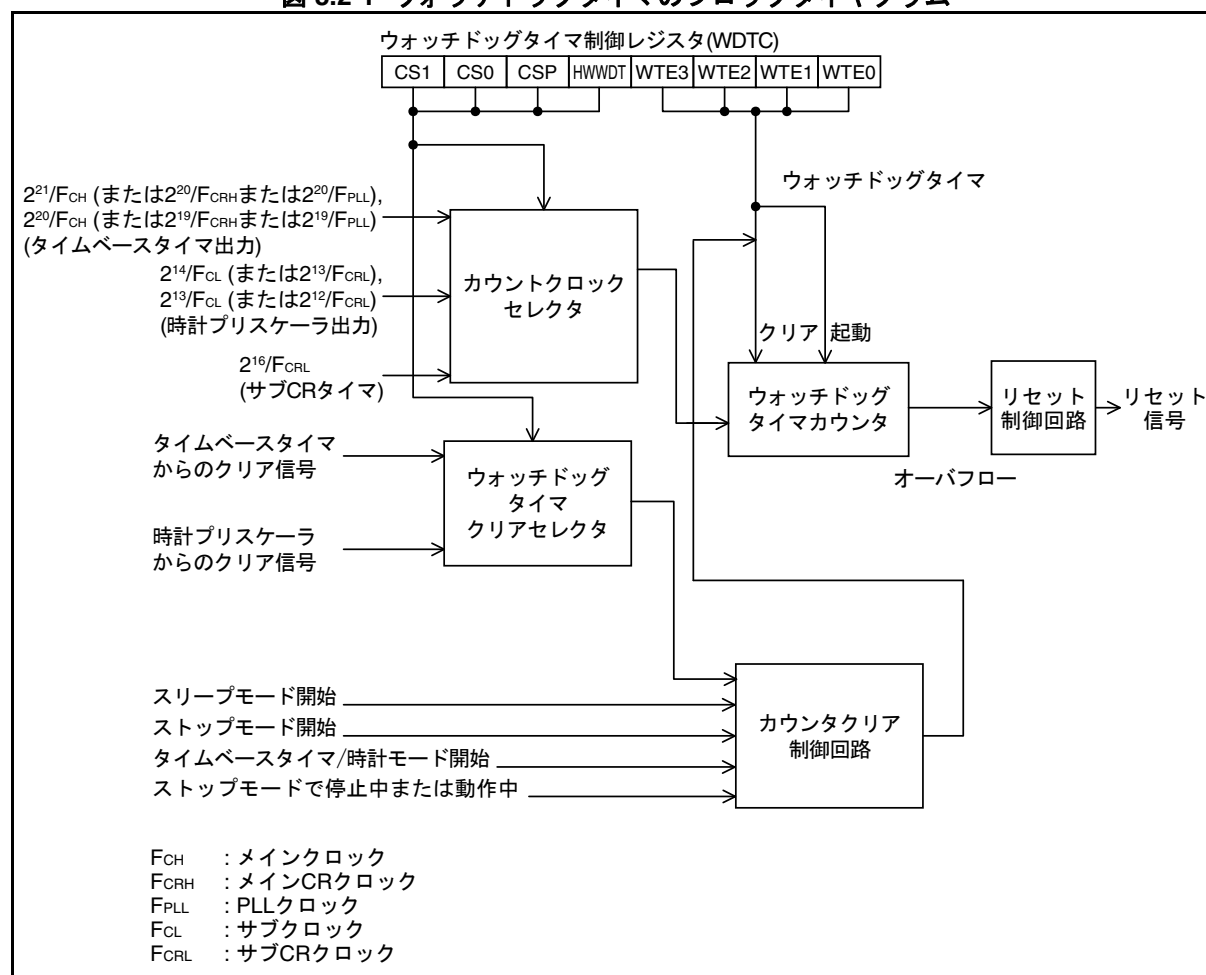 ウォッチドッグタイマ制御レジスタ(WDTC)
CS1 CS0 CSP HWWDT WTE3 WTE2 WTE1 WTE0
2²¹/FCH (または2²⁰/FCRHまたは2²⁰/FPLL),
2²⁰/FCH (または2¹⁹/FCRHまたは2¹⁹/FPLL)
(タイムベースタイマ出力)
2¹⁴/FCL (または2¹³/FCRL),
2¹³/FCL (または2¹²/FCRL)
(時計プリスケーラ出力)
2¹⁶/FCRL
(サブCRタイマ)
カウントクロック
セレクタ
ウォッチドッグタイマ
クリア 起動
ウォッチドッグ
タイマカウンタ
リセット
制御回路
リセット
信号
オーバフロー
タイムベースタイマ
からのクリア信号
時計プリスケーラ
からのクリア信号
ウォッチドッグ
タイマ
クリアセレクタ
スリープモード開始
ストップモード開始
タイムベースタイマ/時計モード開始
ストップモードで停止中または動作中
カウンタクリア
制御回路
FCH : メインクロック
FCRH : メインCRクロック
FPLL : PLLクロック
FCL : サブクロック
FCRL : サブCRクロック